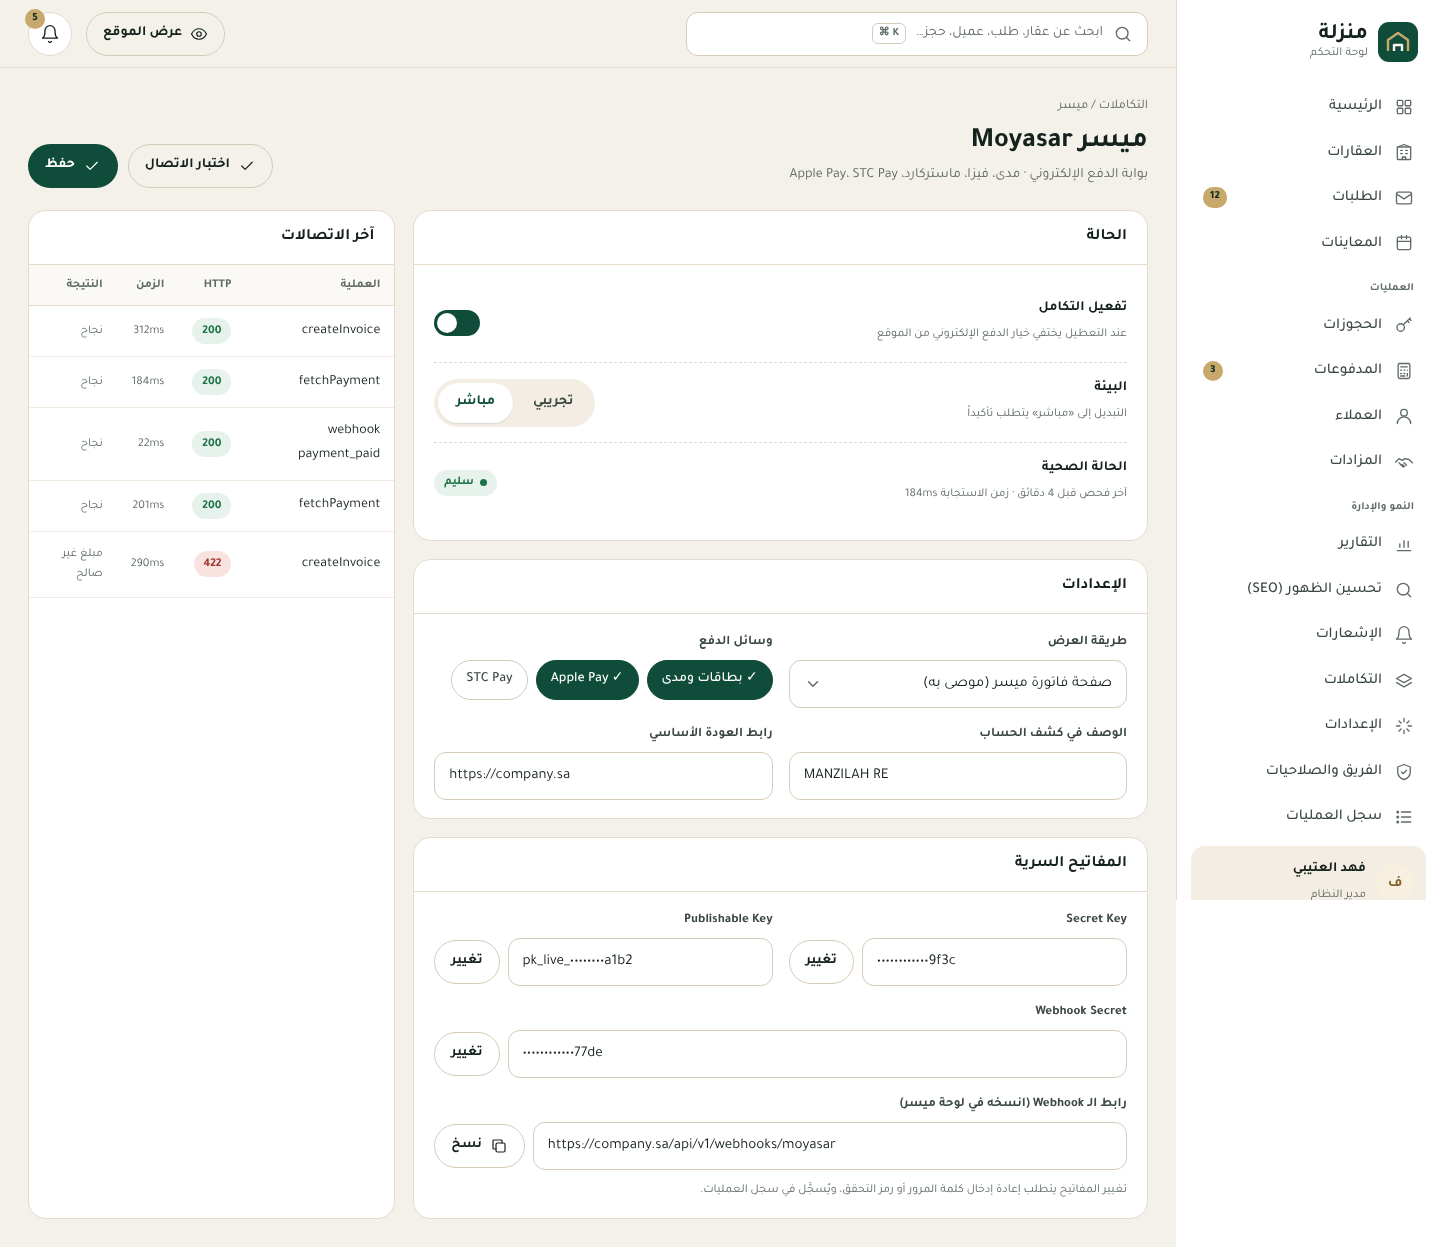 منزلة
لوحة التحكم
الرئيسية
العقارات
الطلبات 12
المعاينات
العمليات
الحجوزات
المدفوعات 3
العملاء
المزادات
النمو والإدارة
التقارير
تحسين الظهور (SEO)
الإشعارات
التكاملات
الإعدادات
الفريق والصلاحيات
سجل العمليات
ف
فهد العتيبي
مدير النظام
ابحث عن عقار، طلب، عميل، حجز... ⌘ K
عرض الموقع
5
التكاملات / ميسر
ميسر Moyasar
بوابة الدفع الإلكتروني · مدى، فيزا، ماستركارد، Apple Pay، STC Pay
اختبار الاتصال
حفظ
الحالة
تفعيل التكامل
عند التعطيل يختفي خيار الدفع الإلكتروني من الموقع
البيئة
التبديل إلى «مباشر» يتطلب تأكيداً
تجريبي
مباشر
الحالة الصحية
آخر فحص قبل 4 دقائق · زمن الاستجابة 184ms
سليم
الإعدادات
طريقة العرض
صفحة فاتورة ميسر (موصى به)
وسائل الدفع
✓ بطاقات ومدى
✓ Apple Pay
STC Pay
الوصف في كشف الحساب
MANZILAH RE
رابط العودة الأساسي
https://company.sa
المفاتيح السرية
Secret Key
••••••••••••9f3c
تغيير
Publishable Key
pk_live_••••••••a1b2
تغيير
Webhook Secret
••••••••••••77de
تغيير
رابط الـ Webhook (انسخه في لوحة ميسر)
https://company.sa/api/v1/webhooks/moyasar
نسخ
تغيير المفاتيح يتطلب إعادة إدخال كلمة المرور أو رمز التحقق، ويُسجَّل في سجل العمليات.
آخر الاتصالات
العملية HTTP الزمن النتيجة
createInvoice 200 312ms نجاح
fetchPayment 200 184ms نجاح
webhook
payment_paid 200 22ms نجاح
fetchPayment 200 201ms نجاح
createInvoice 422 290ms مبلغ غير
صالح